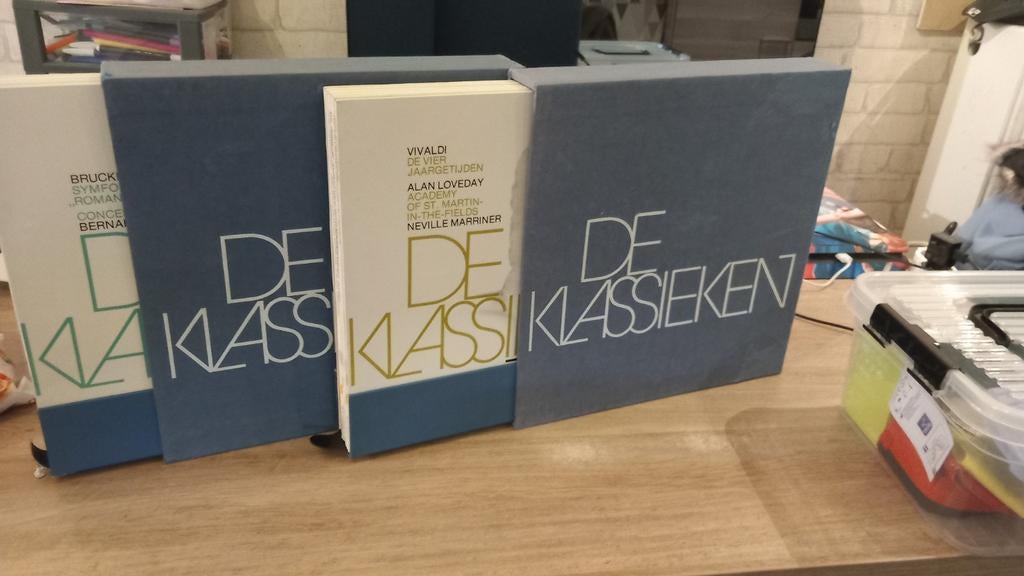 BRUCK
SYMFO
„ROMAN
CONCE
BERNA
DE
KLA
DE
KLASS
VIVALDI
DE VIER
JAARGETIJDEN
ALAN LOVEDAY
ACADEMY
OF ST. MARTIN-
IN-THE-FIELDS
NEVILLE MARRINER
DE
KLASSI
DE
KLASSIEKEN